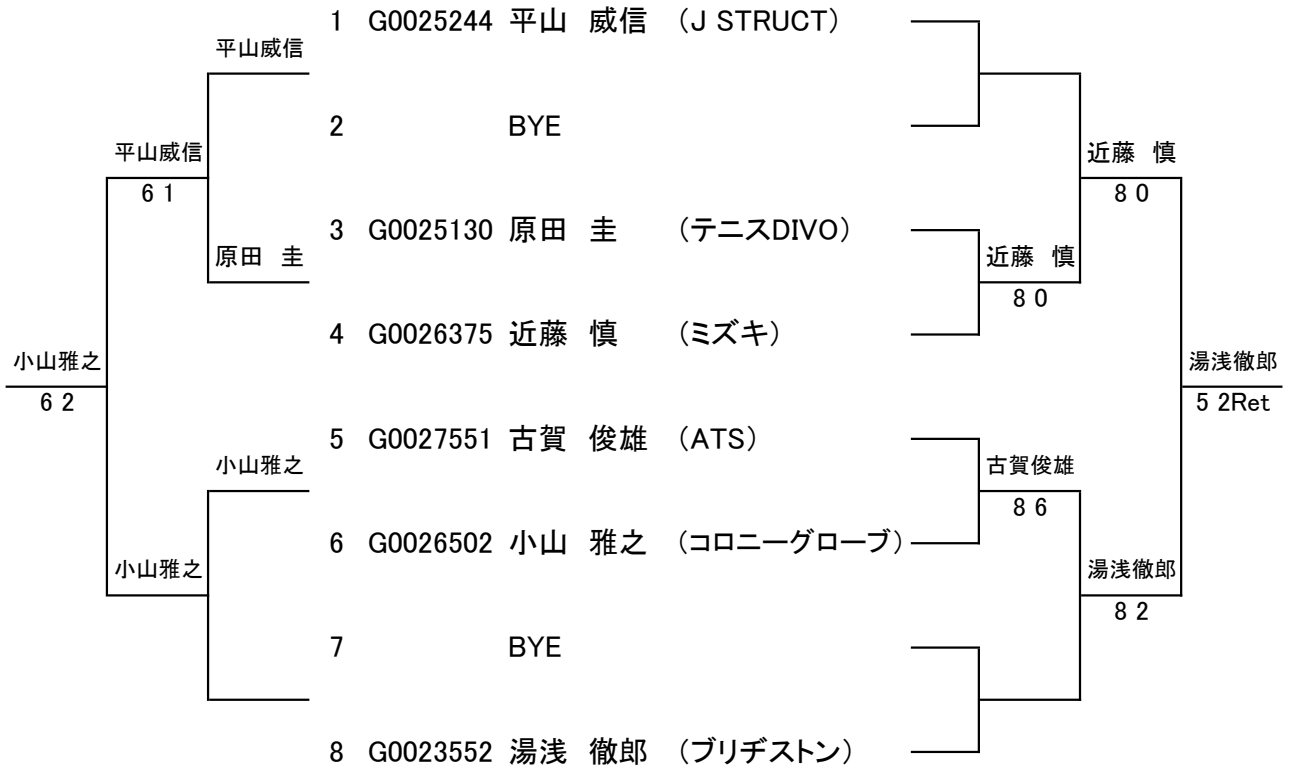 1 G0025244 平山　威信 （J STRUCT）
平山威信
2 BYE
平山威信
6 1
近藤　慎
8 0
3 G0025130 原田　圭 （テニスDIVO）
原田　圭
近藤　慎
8 0
4 G0026375 近藤　慎 （ミズキ）
小山雅之
6 2
湯浅徹郎
5 2Ret
5 G0027551 古賀　俊雄 （ATS）
小山雅之
古賀俊雄
8 6
6 G0026502 小山　雅之 （コロニーグローブ）
小山雅之
湯浅徹郎
8 2
7 BYE
8 G0023552 湯浅　徹郎 （ブリヂストン）